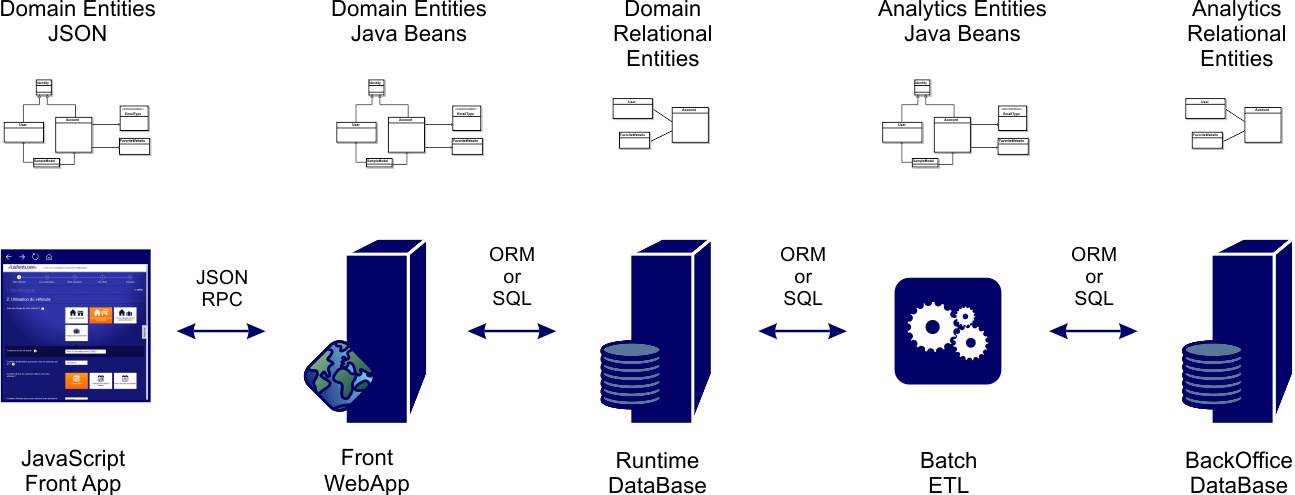 Domain Entities
JSON
Domain Entities
Java Beans
Domain
Relational
Entities
Analytics Entities
Java Beans
Analytics
Relational
Entities
Identity
User
Account
EmailType
FavoriteWebsite
SampleModel
Identity
User
Account
EmailType
FavoriteWebsite
SampleModel
User
Account
FavoriteWebsite
Identity
User
Account
EmailType
FavoriteWebsite
SampleModel
User
Account
FavoriteWebsite
2. Utilisation du véhicule
JSON
RPC
ORM
or
SQL
ORM
or
SQL
ORM
or
SQL
JavaScript
Front App
Front
WebApp
Runtime
DataBase
Batch
ETL
BackOffice
DataBase